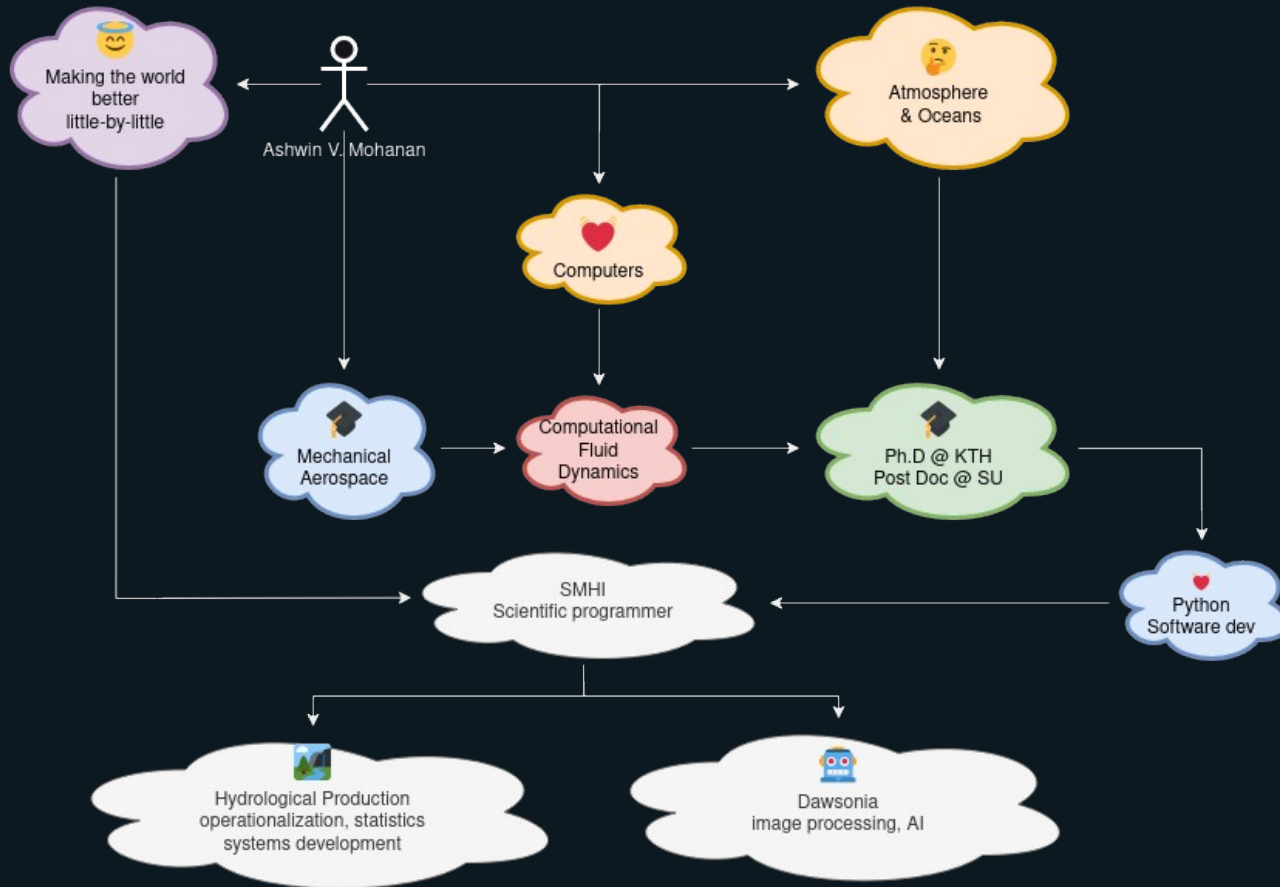 Making the world
better
little-by-little
Ashwin V. Mohanan
Atmosphere
& Oceans
Computers
Mechanical
Aerospace
Computational
Fluid
Dynamics
Ph.D @ KTH
Post Doc @ SU
SMHI
Scientific programmer
Python
Software dev
Hydrological Production
operationalization, statistics
systems development
Dawsonia
image processing, AI